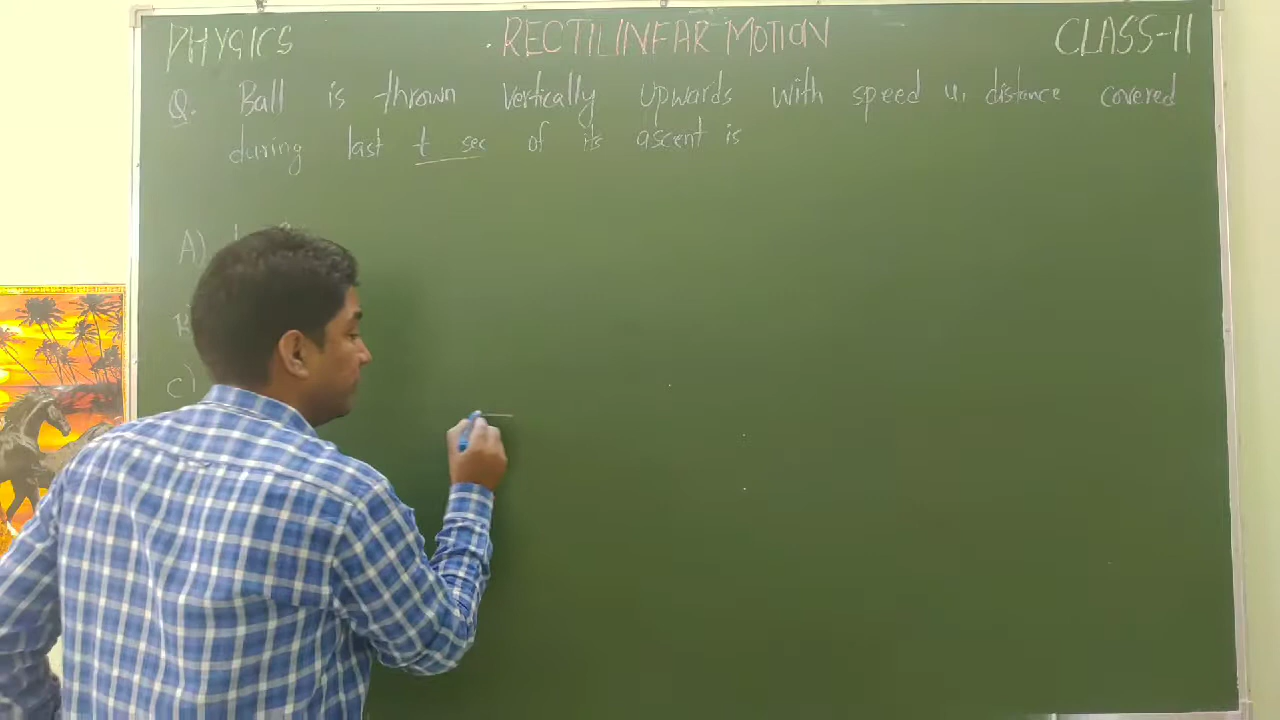 PHYSICS
RECTILINEAR MOTION
CLASS-11
Q. Ball is thrown vertically upwards with speed u, distance covered
during last t sec of its ascent is
A)
C)